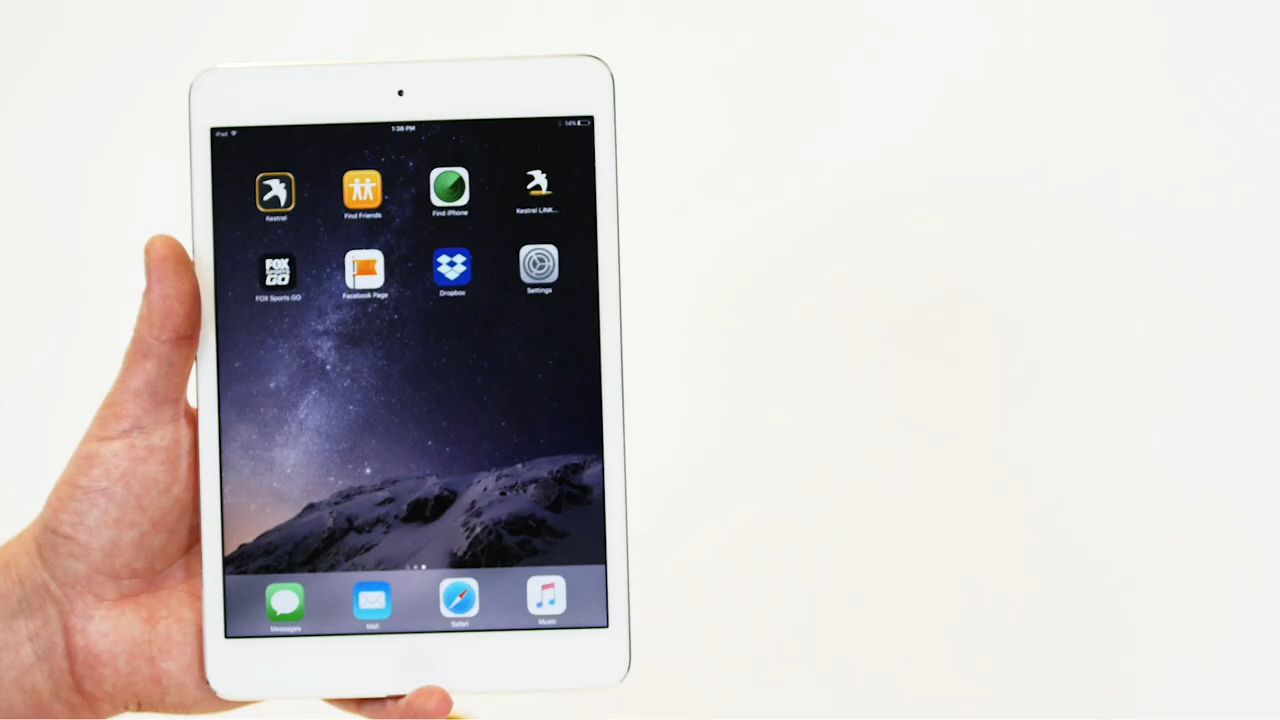 iPad 1:38 PM 14%
Kestrel Find Friends Find iPhone Kestrel LiNK...
FOX SPORTS GO
FOX Sports GO Facebook Page Dropbox Settings
Messages Mail Safari Music